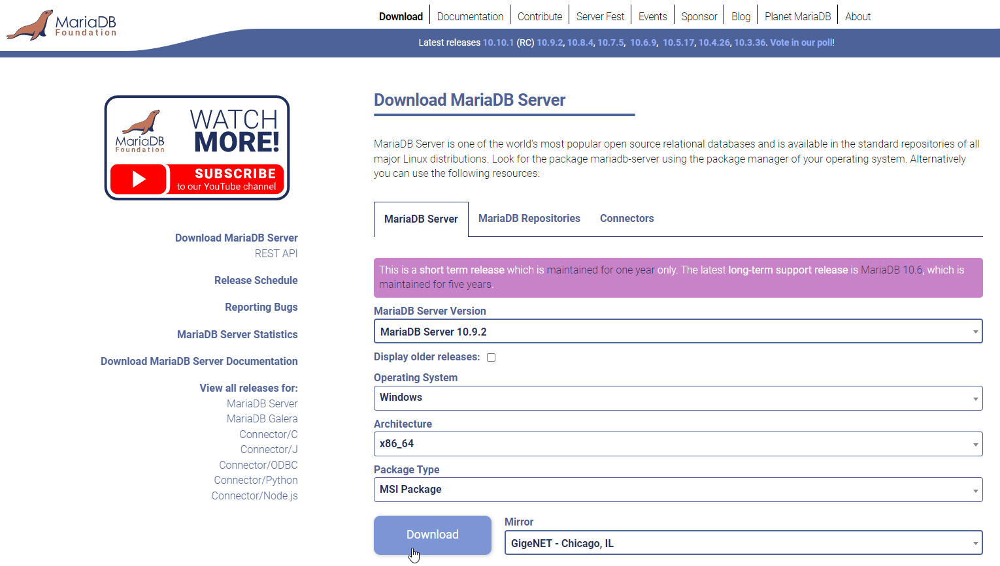 MariaDB
Foundation
Download
Documentation
Contribute
Server Fest
Events
Sponsor
Blog
Planet MariaDB
About
Latest releases 10.10.1 (RC) 10.9.2, 10.8.4, 10.7.5, 10.6.9, 10.5.17, 10.4.26, 10.3.36. Vote in our poll!
MariaDB
Foundation
WATCH
MORE!
SUBSCRIBE
to our YouTube channel
Download MariaDB Server
REST API
Release Schedule
Reporting Bugs
MariaDB Server Statistics
Download MariaDB Server Documentation
View all releases for:
MariaDB Server
MariaDB Galera
Connector/C
Connector/J
Connector/ODBC
Connector/Python
Connector/Node.js
Download MariaDB Server
MariaDB Server is one of the world's most popular open source relational databases and is available in the standard repositories of all
major Linux distributions. Look for the package mariadb-server using the package manager of your operating system. Alternatively
you can use the following resources:
MariaDB Server
MariaDB Repositories
Connectors
This is a short term release which is maintained for one year only. The latest long-term support release is MariaDB 10.6, which is
maintained for five years.
MariaDB Server Version
MariaDB Server 10.9.2
Display older releases:
Operating System
Windows
Architecture
x86_64
Package Type
MSI Package
Download
Mirror
GigeNET - Chicago, IL